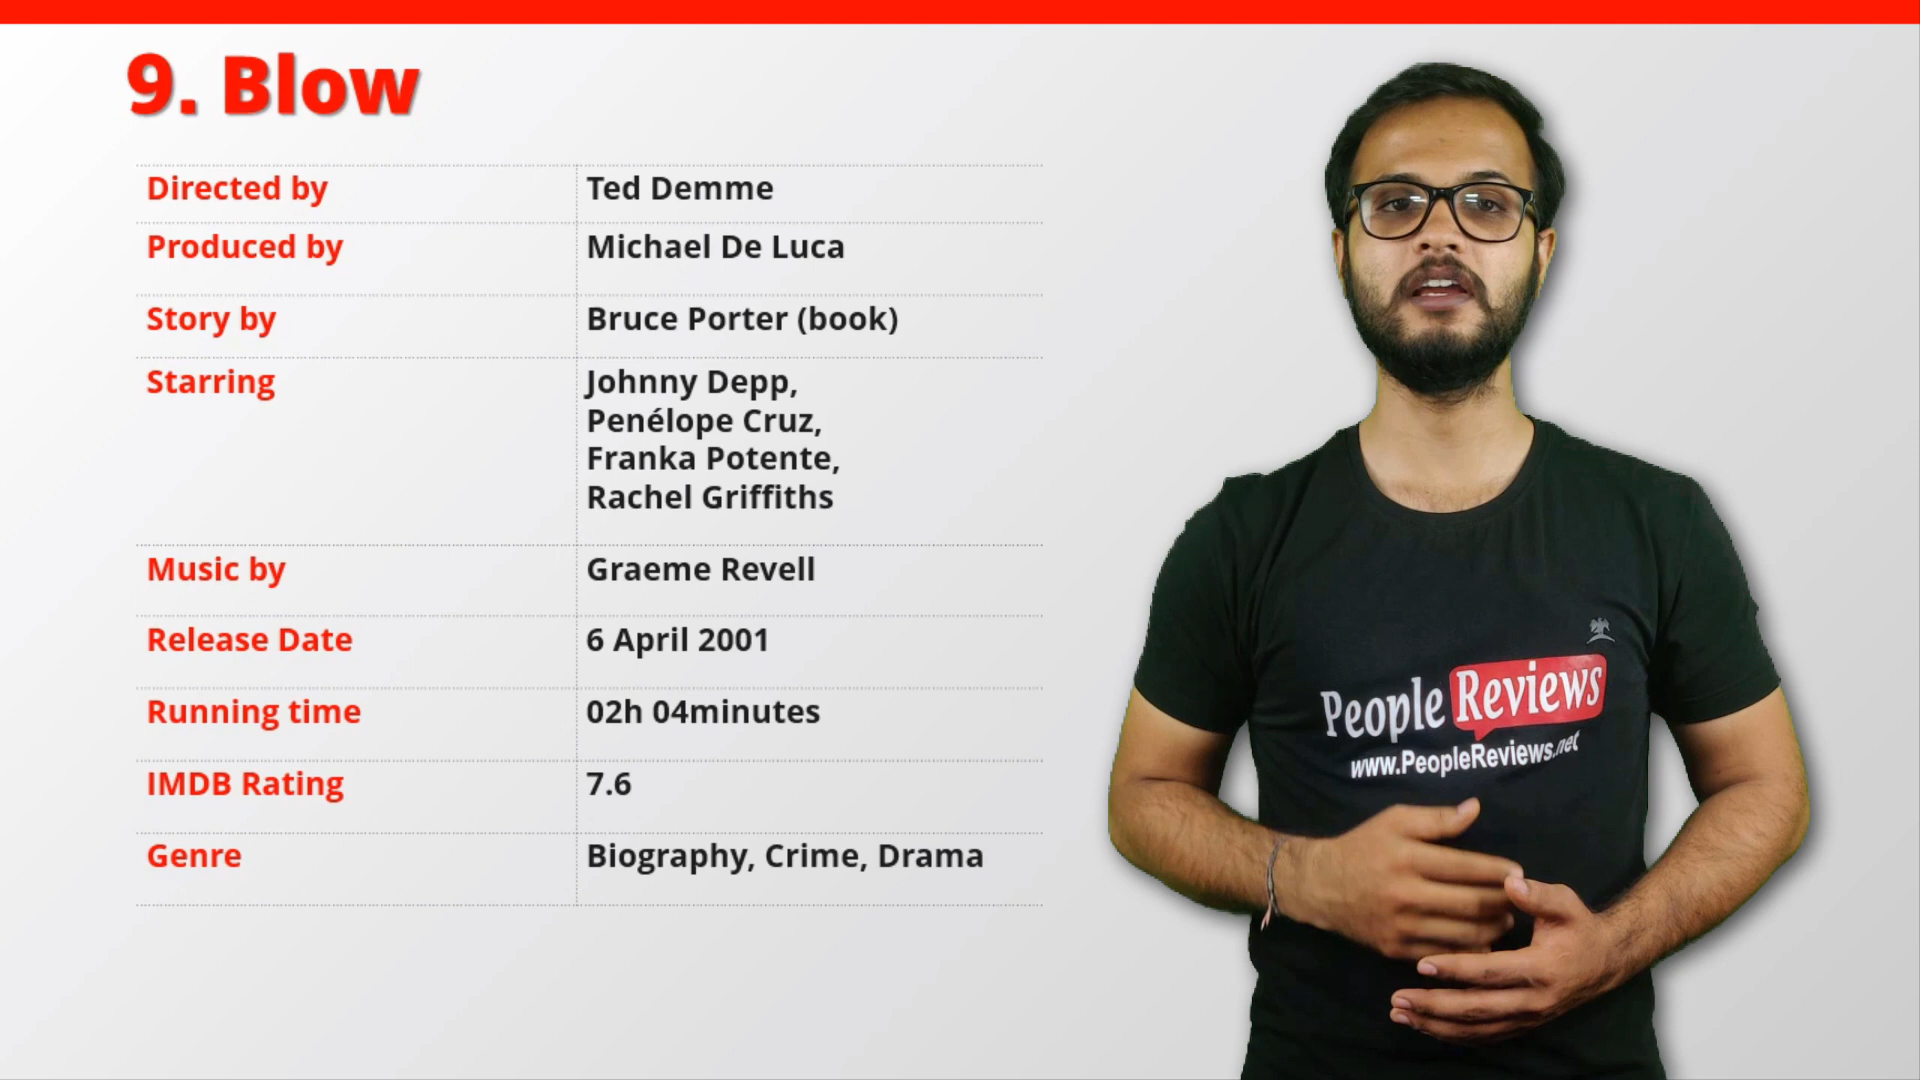 9. Blow
Directed by Ted Demme
Produced by Michael De Luca
Story by Bruce Porter (book)
Starring Johnny Depp,
Penélope Cruz,
Franka Potente,
Rachel Griffiths
Music by Graeme Revell
Release Date 6 April 2001
Running time 02h 04minutes
IMDB Rating 7.6
Genre Biography, Crime, Drama
People Reviews
www.PeopleReviews.net